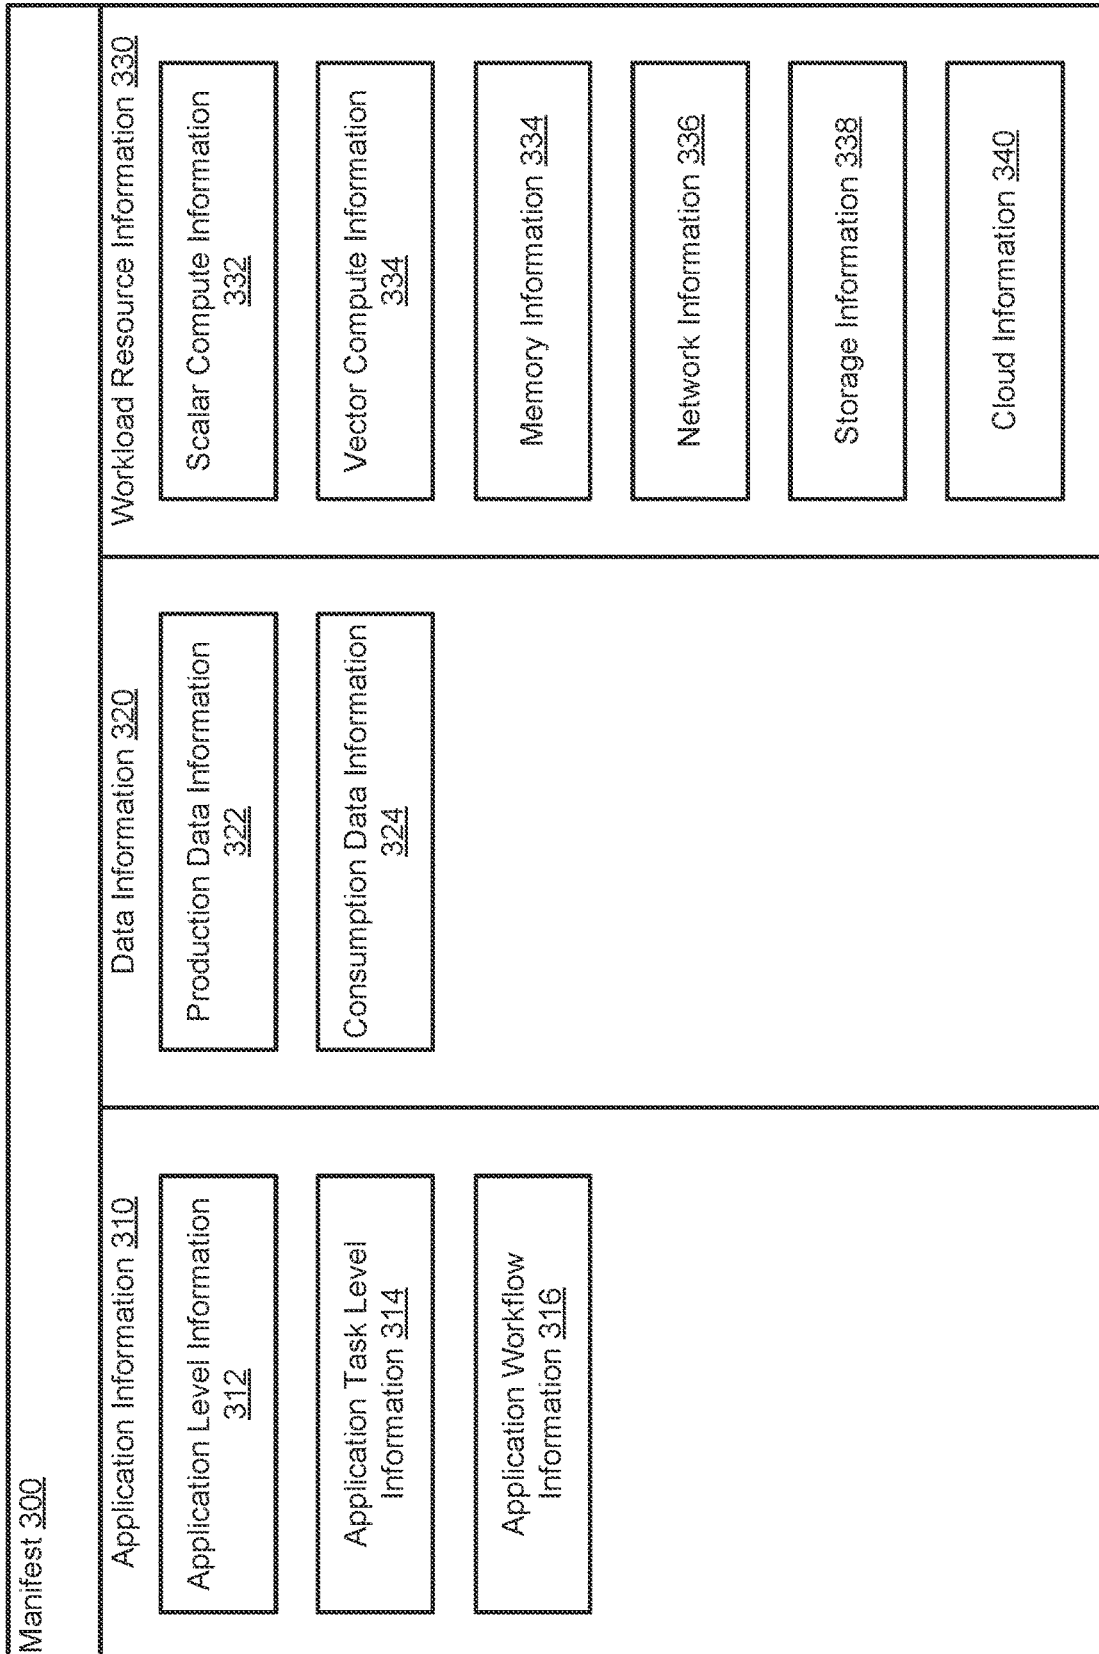 Manifest 300
Application Information 310
Application Level Information
312
Application Task Level
Information 314
Application Workflow
Information 316
Data Information 320
Production Data Information
322
Consumption Data Information
324
Workload Resource Information 330
Scalar Compute Information
332
Vector Compute Information
334
Memory Information 334
Network Information 336
Storage Information 338
Cloud Information 340